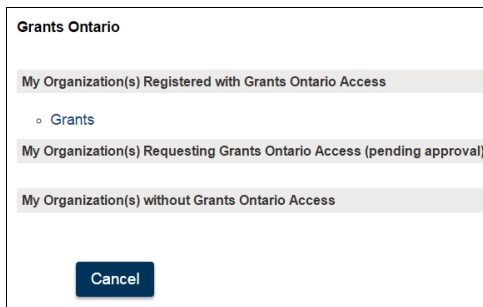 Grants Ontario
My Organization(s) Registered with Grants Ontario Access
Grants
My Organization(s) Requesting Grants Ontario Access (pending approval)
My Organization(s) without Grants Ontario Access
Cancel